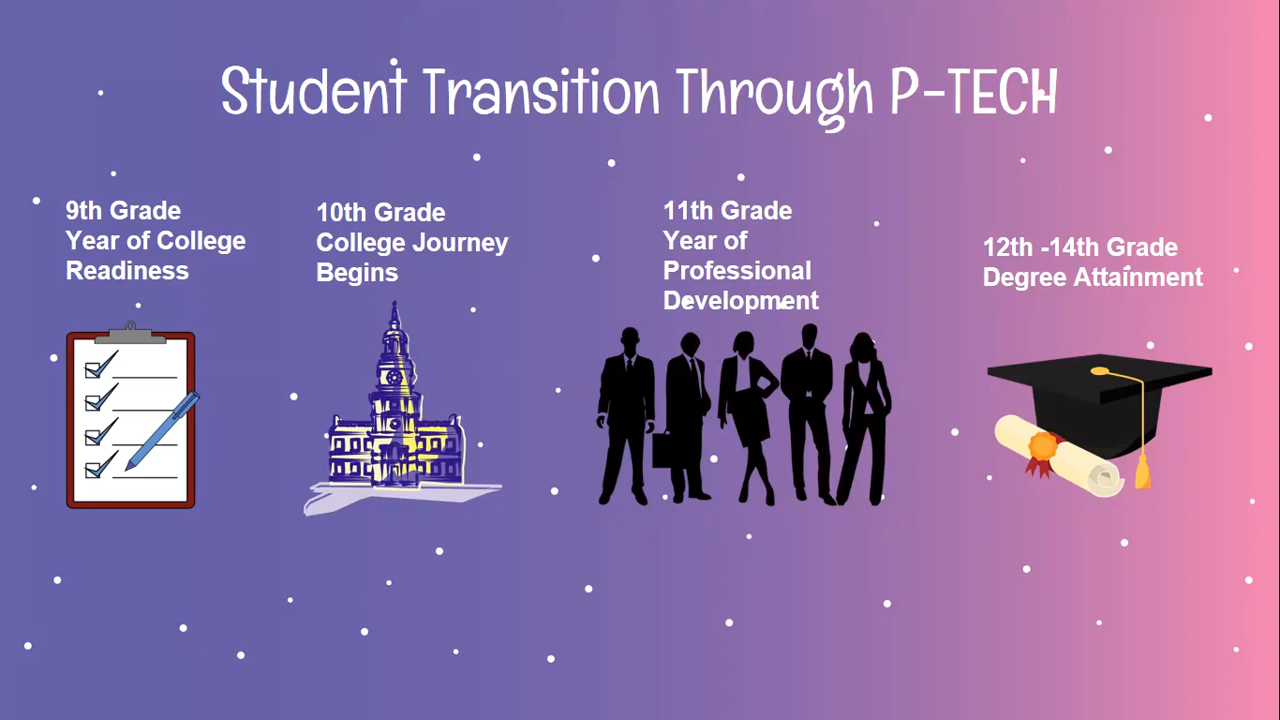 Student Transition Through P-TECH
9th Grade
Year of College
Readiness
10th Grade
College Journey
Begins
11th Grade
Year of
Professional
Development
12th -14th Grade
Degree Attainment